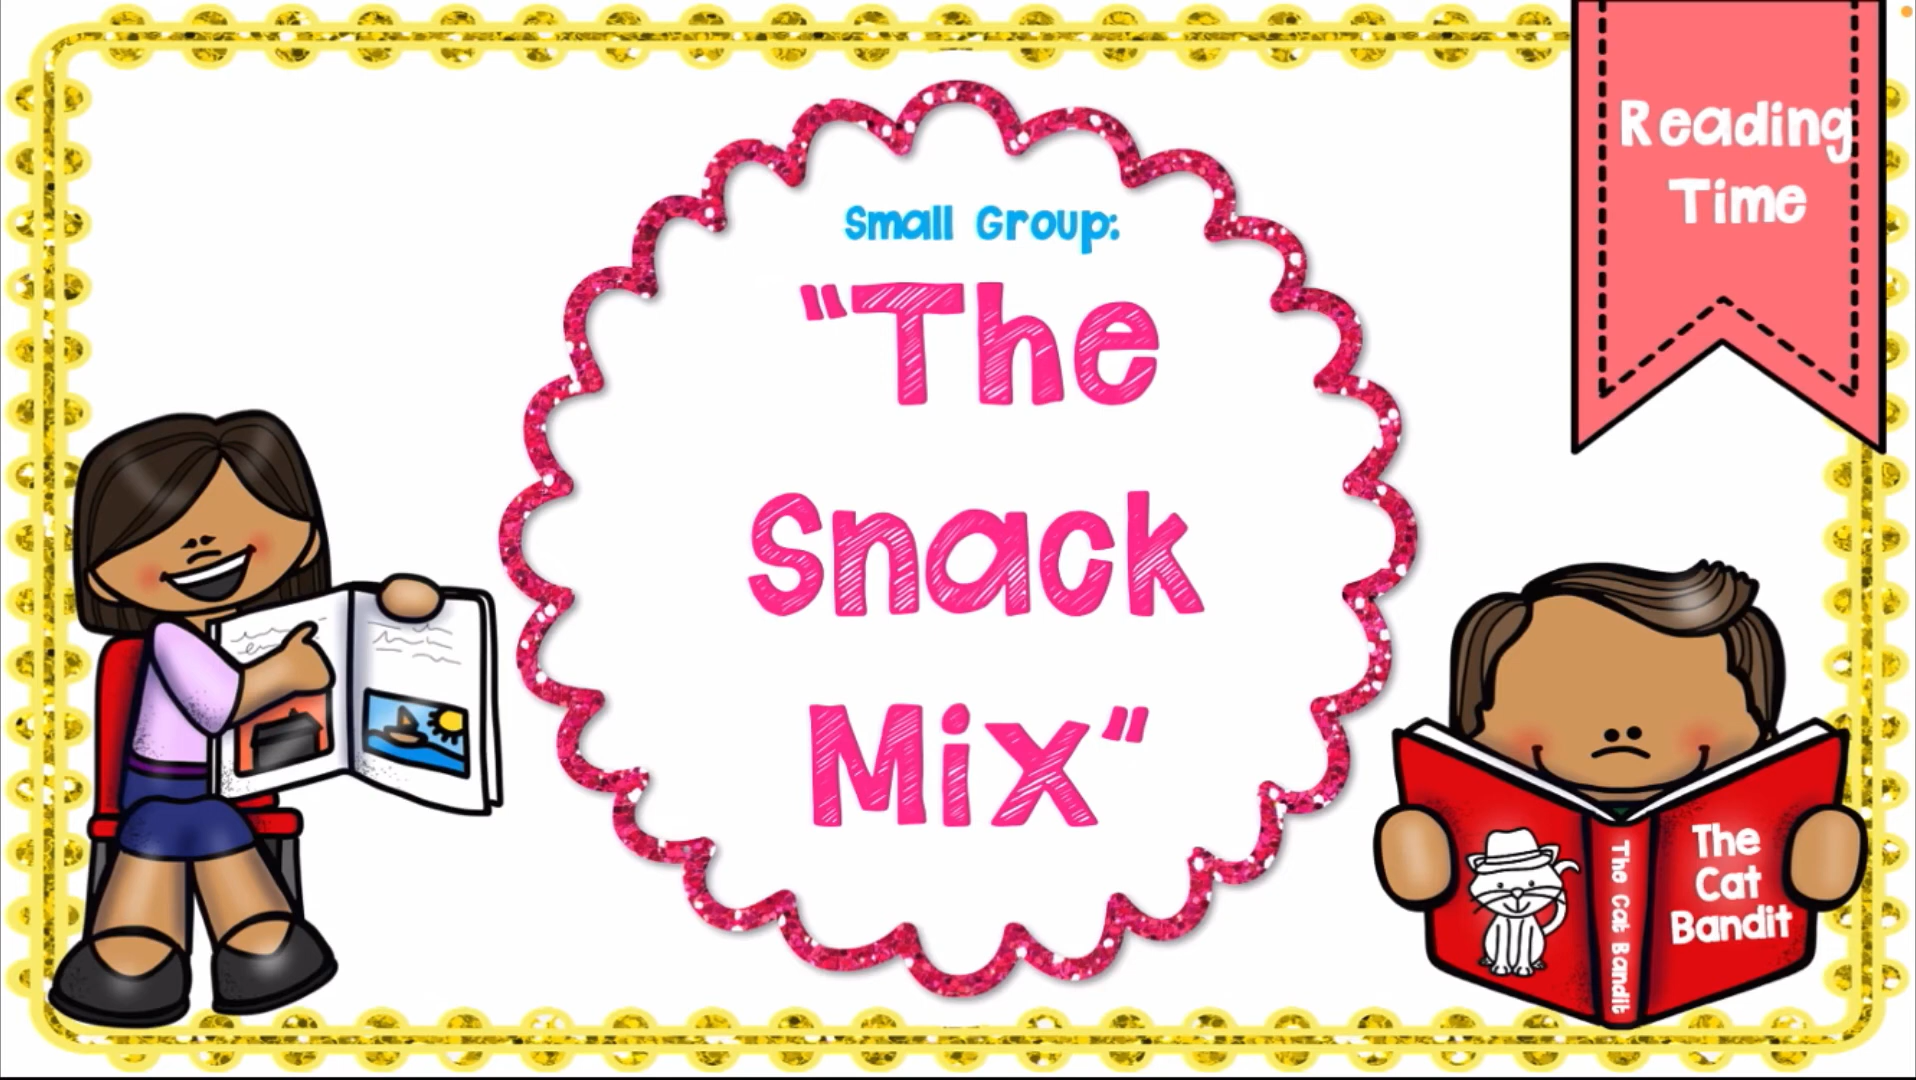 Reading
Time
Small Group:
"The
Snack
Mix"
The Cat Bandit
The
Cat
Bandit